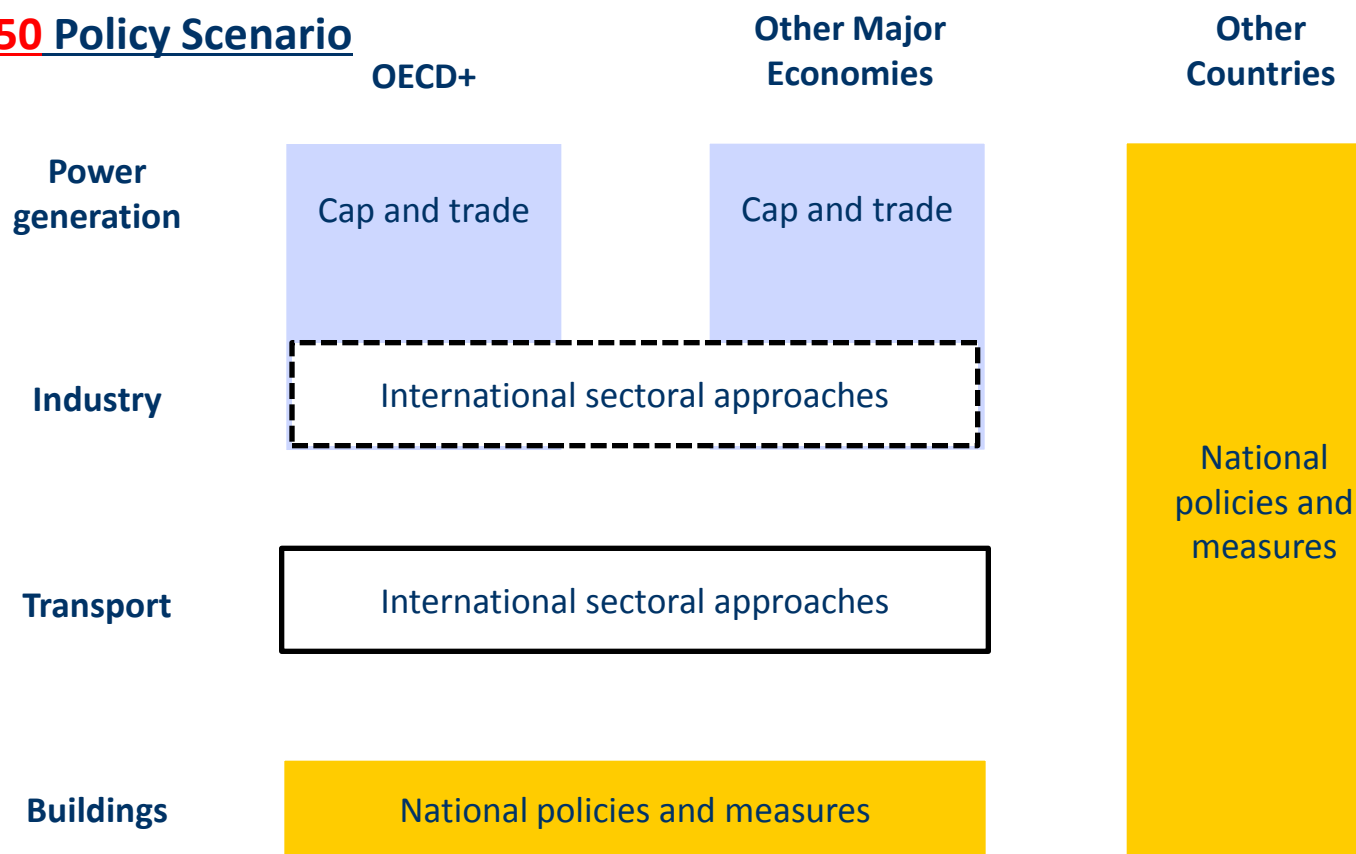 50 Policy Scenario
OECD+
Other Major
Economies
Other
Countries
Power
generation
Cap and trade
Cap and trade
Industry
International sectoral approaches
National
policies and
measures
Transport
International sectoral approaches
Buildings
National policies and measures